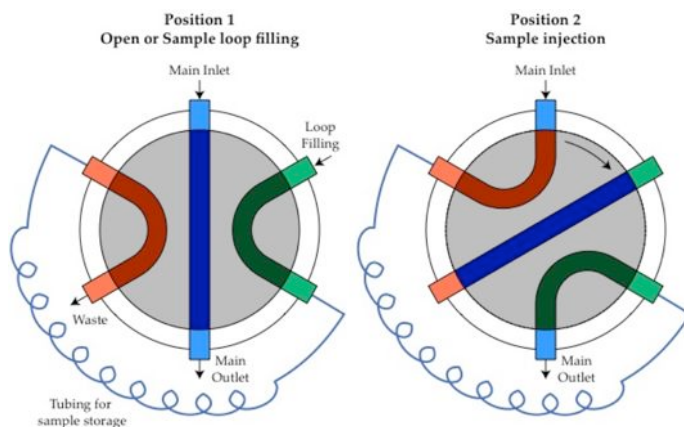 Position 1
Open or Sample loop filling
Main Inlet
Loop
Filling
Waste
Main
Outlet
Tubing for
sample storage
Position 2
Sample injection
Main Inlet
Main
Outlet